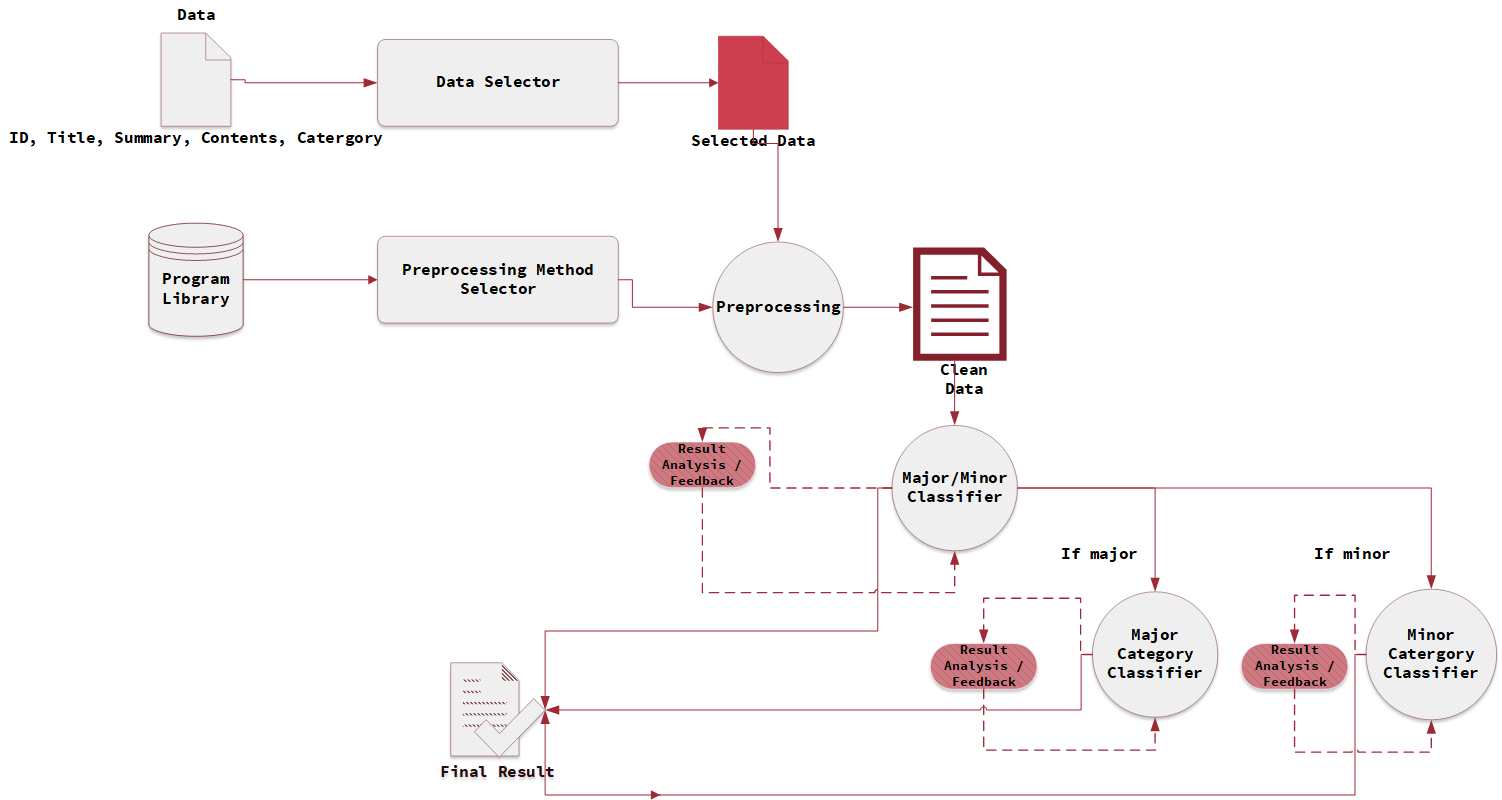 Data
Data Selector
ID, Title, Summary, Contents, Catergory
Selected Data
Program
Library
Preprocessing Method
Selector
Preprocessing
Clean
Data
Result
Analysis /
Feedback
Major/Minor
Classifier
If major
If minor
Result
Analysis /
Feedback
Major
Category
Classifier
Result
Analysis /
Feedback
Minor
Catergory
Classifier
Final Result